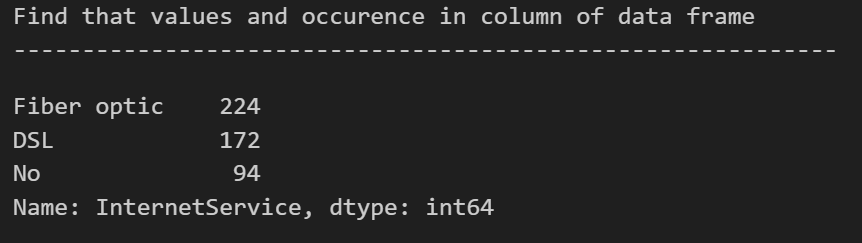 Find that values and occurence in column of data frame
------------------------------------------------------------
Fiber optic    224
DSL            172
No              94
Name: InternetService, dtype: int64